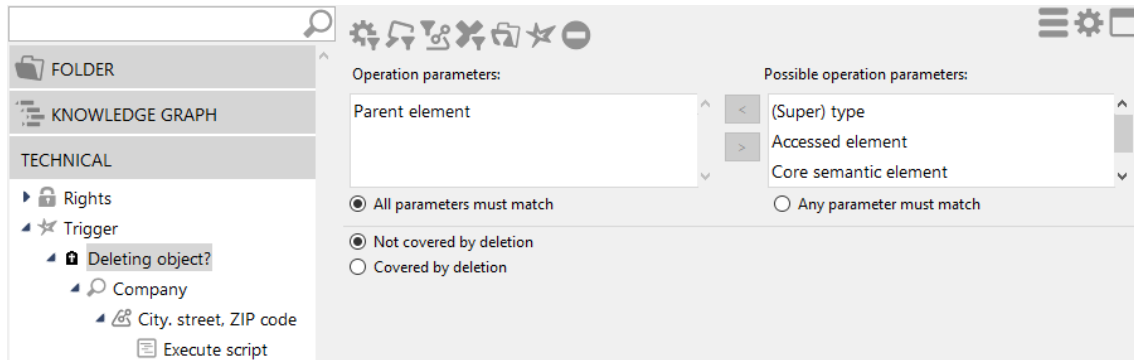 FOLDER
KNOWLEDGE GRAPH
TECHNICAL
Rights
Trigger
Deleting object?
Company
City. street, ZIP code
Execute script
Operation parameters:
Parent element
<
>
Possible operation parameters:
(Super) type
Accessed element
Core semantic element
All parameters must match
Any parameter must match
Not covered by deletion
Covered by deletion